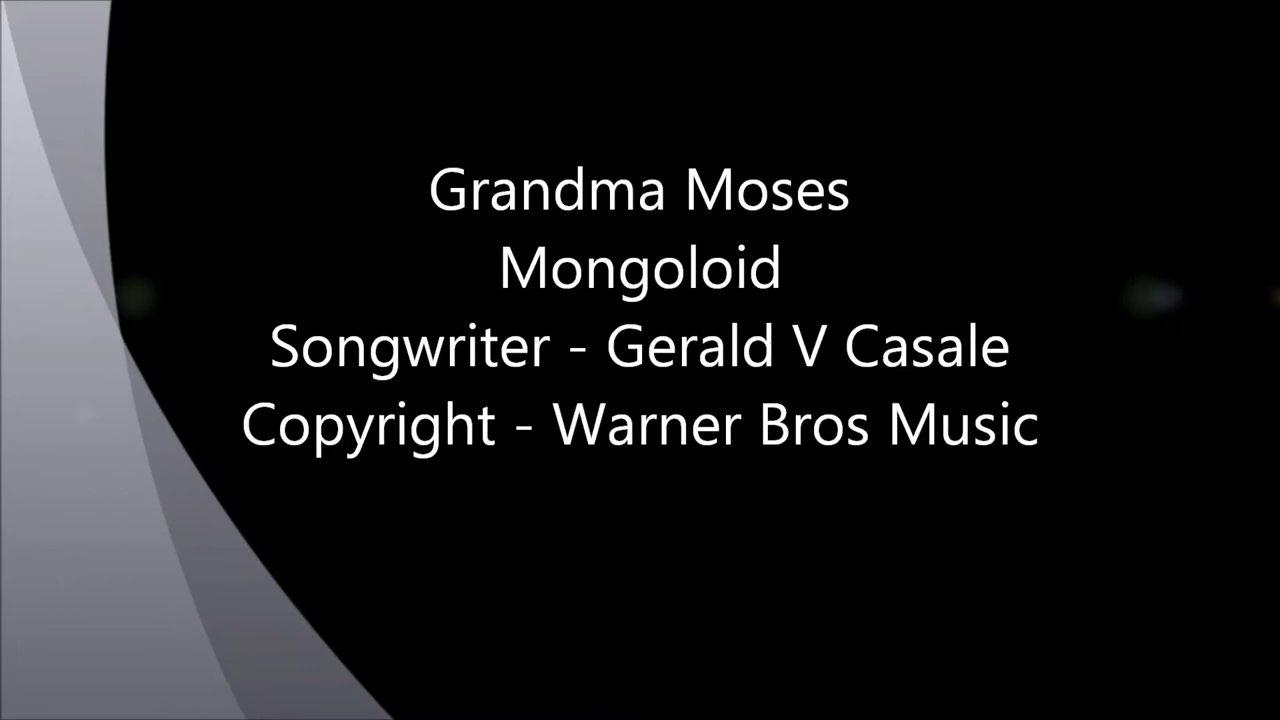 Grandma Moses
Mongoloid
Songwriter - Gerald V Casale
Copyright - Warner Bros Music